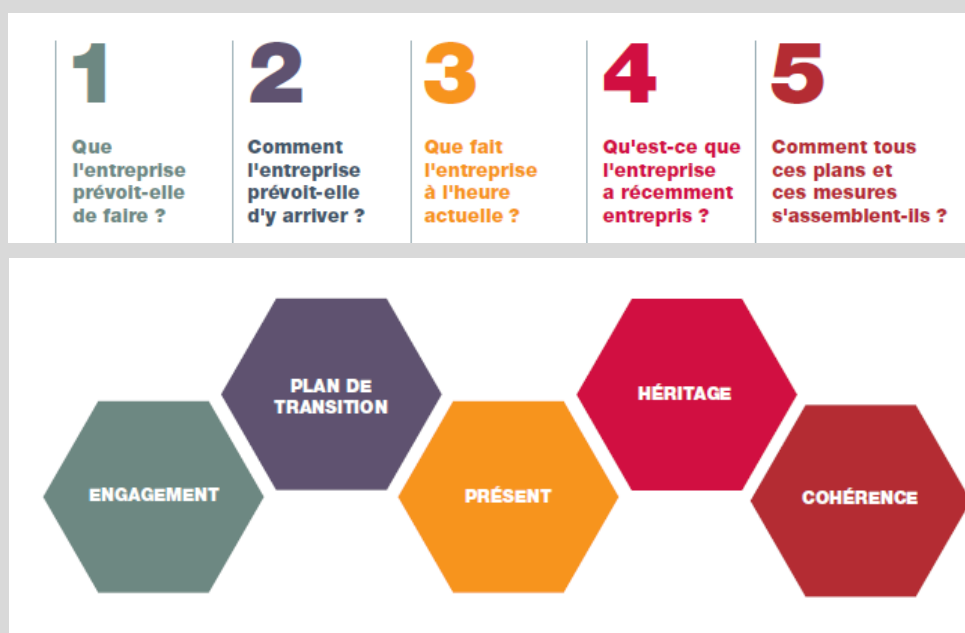 1
Que
l'entreprise
prévoit-elle
de faire ?
2
Comment
l'entreprise
prévoit-elle
d'y arriver ?
3
Que fait
l'entreprise
à l'heure
actuelle ?
4
Qu'est-ce que
l'entreprise
a récemment
entrepris ?
5
Comment tous
ces plans et
ces mesures
s'assemblent-ils ?
ENGAGEMENT
PLAN DE
TRANSITION
PRÉSENT
HÉRITAGE
COHÉRENCE